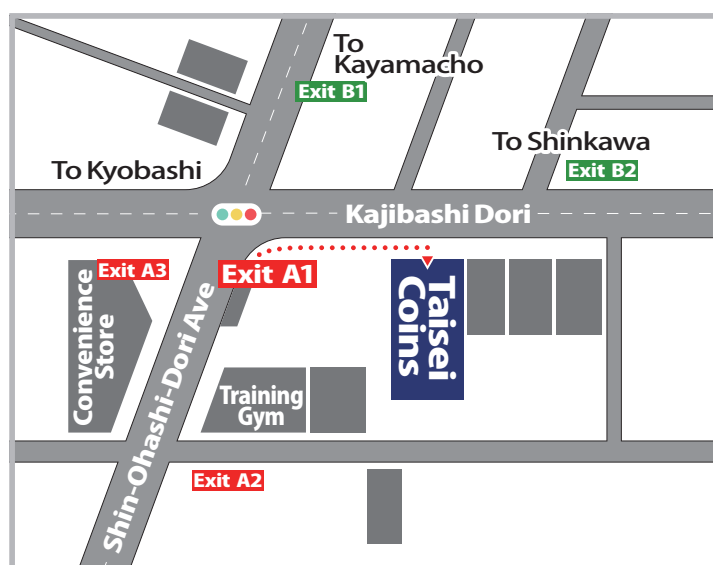 To
Kayamacho
Exit B1
To Shinkawa
Exit B2
To Kyobashi
Kajibashi Dori
Exit A3
Exit A1
Convenience
Store
Taisei
Coins
Shin-Ohashi-Dori Ave
Training
Gym
Exit A2